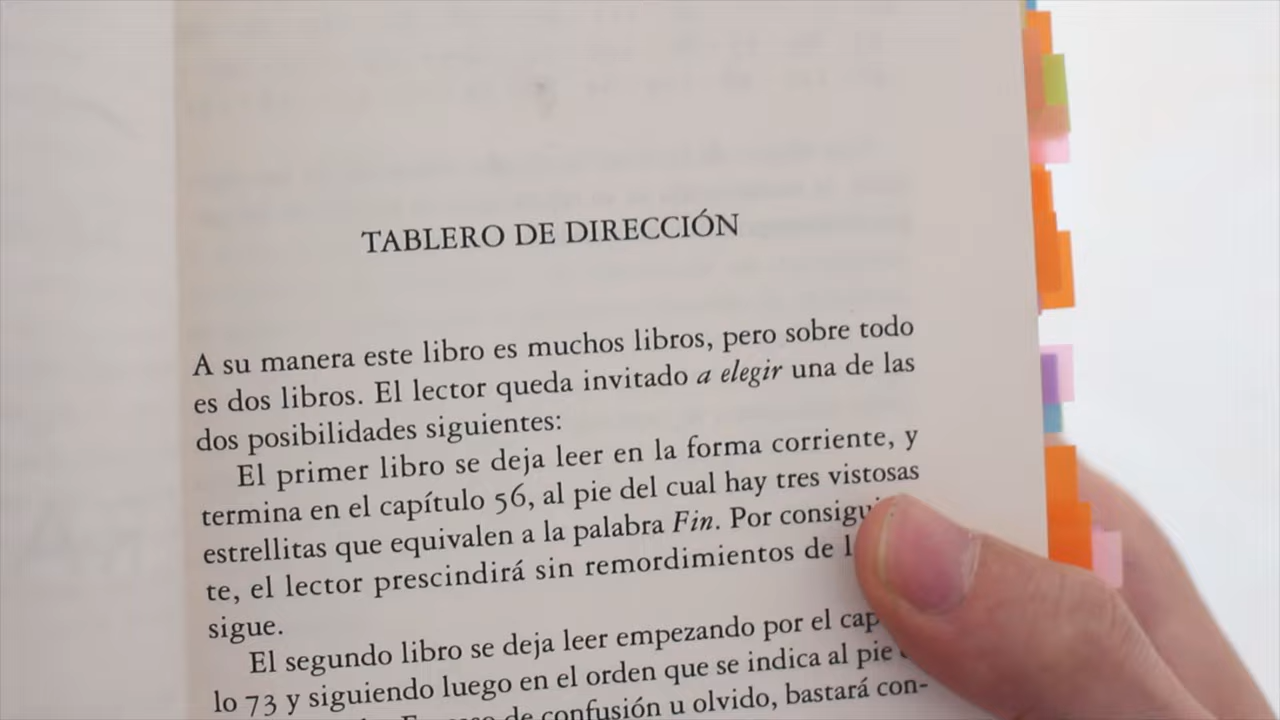 TABLERO DE DIRECCIÓN
A su manera este libro es muchos libros, pero sobre todo
es dos libros. El lector queda invitado a elegir una de las
dos posibilidades siguientes:
El primer libro se deja leer en la forma corriente, y
termina en el capítulo 56, al pie del cual hay tres vistosas
estrellitas que equivalen a la palabra Fin. Por
te, el lector prescindirá sin remordimientos de
sigue.
El segundo libro se deja leer empezando por el
lo 73 y siguiendo luego en el orden que se indica al pie
de confusión u olvido, bastará con-